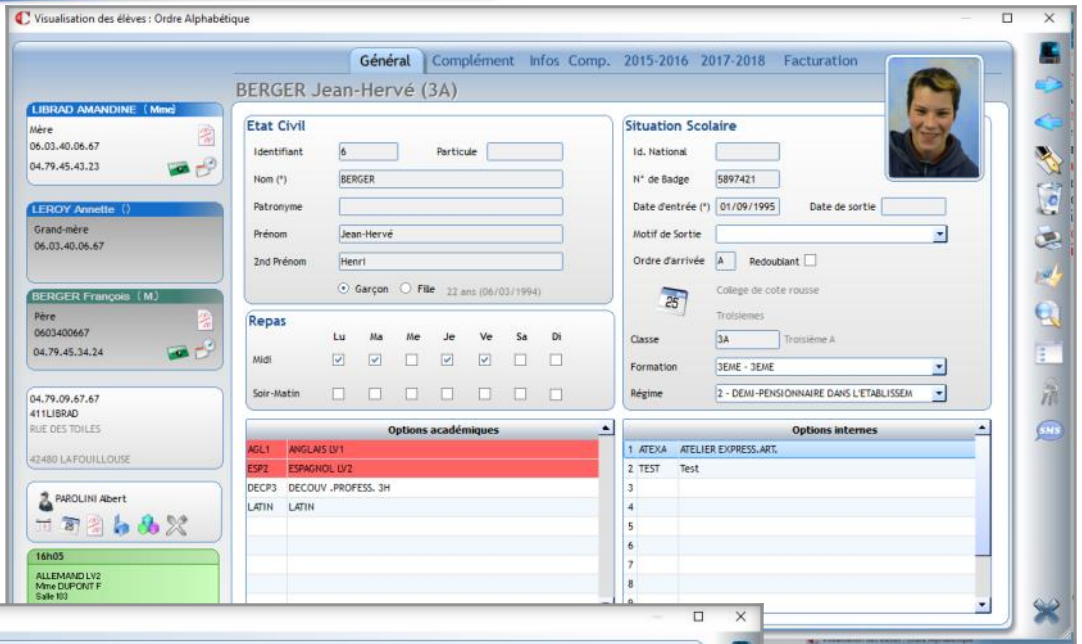 Visualisation des élèves : Ordre Alphabétique
Général Complément Infos Comp. 2015-2016 2017-2018 Facturation
BERGER Jean-Hervé (3A)
LIBRAD AMANDINE ( Mme)
Mère
06.03.40.06.67
04.79.45.43.23
LEROY Annette ()
Grand-mère
06.03.40.06.67
BERGER François ( M.)
Père
0603400667
04.79.45.34.24
04.79.09.67.67
411LIBRAD
RUE DES TOILES
42480 LA FOUILLOUSE
PAROLINI Albert
16h05
ALLEMAND LV2
Mme DUPONT F
Salle 103
Etat Civil
Identifiant 6 Particule
Nom (*) BERGER
Patronyme
Prénom Jean-Hervé
2nd Prénom Henri
Garçon Fille 22 ans (06/03/1994)
Repas
Lu Ma Me Je Ve Sa Di
Midi
Soir-Matin
Situation Scolaire
Id. National
N° de Badge 5897421
Date d'entrée (*) 01/09/1995 Date de sortie
Motif de Sortie
Ordre d'arrivée A Redoublant
25
College de cote rousse
Troisiemes
Classe 3A Troisième A
Formation 3EME - 3EME
Régime 2 - DEMI-PENSIONNAIRE DANS L'ETABLISSEM
Options académiques
AGL1 ANGLAIS LV1
ESP2 ESPAGNOL LV2
DECP3 DECOUV .PROFESS. 3H
LATIN LATIN
Options internes
1 ATEXA ATELIER EXPRESS.ART.
2 TEST Test
3
4
5
6
7
8
9
SMS